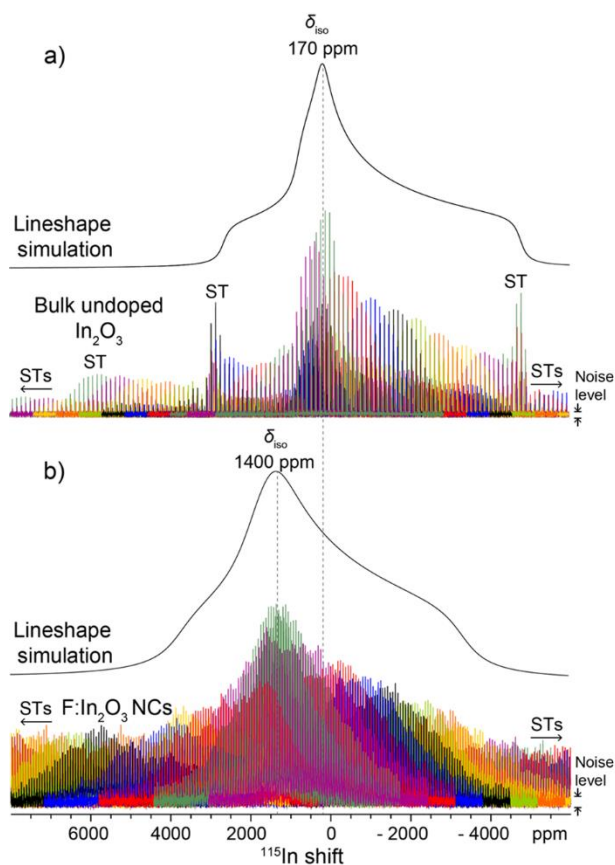 a)
δiso
170 ppm
Lineshape
simulation
Bulk undoped
In2O3
ST
ST
ST
STs
STs
Noise
level
δiso
1400 ppm
b)
Lineshape
simulation
STs
F:In2O3 NCs
STs
Noise
level
6000 4000 2000 0 - 2000 - 4000 ppm
115In shift